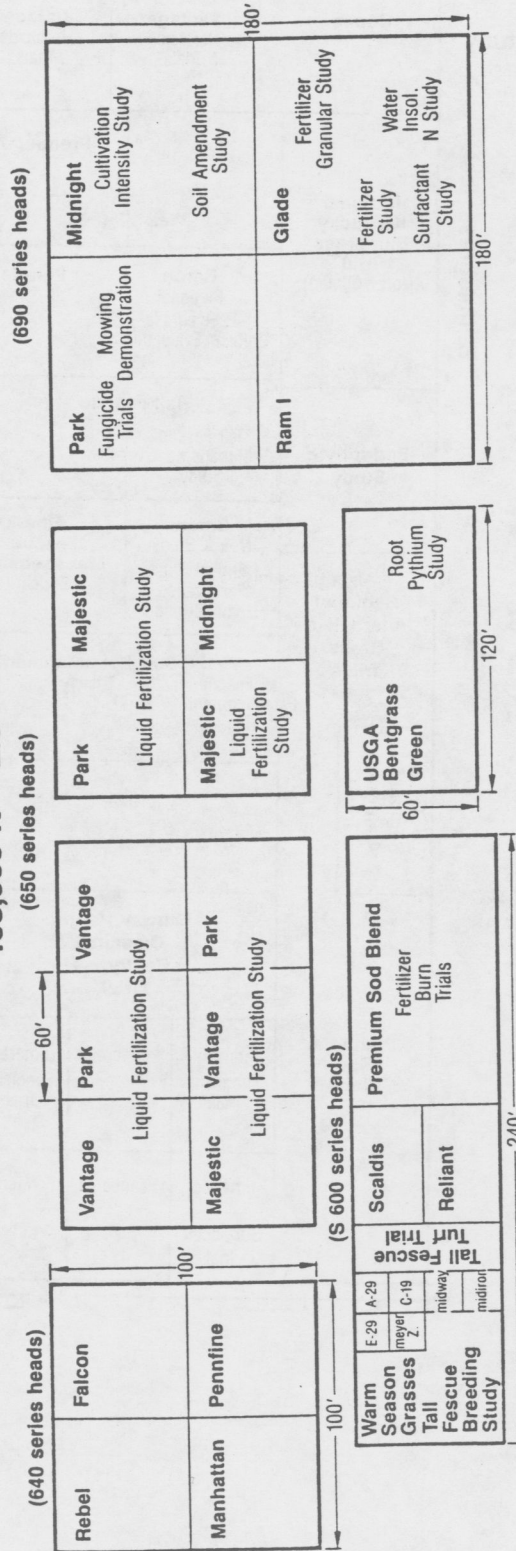 (640 series heads)
Rebel
Falcon
Manhattan
Pennfine
100'
100'
(650 series heads)
Vantage
Park
Vantage
Liquid Fertilization Study
Majestic
Vantage
Park
Liquid Fertilization Study
60'
Park
Majestic
Liquid Fertilization Study
Majestic
Midnight
Liquid
Fertilization
Study
(690 series heads)
Park
Fungicide
Trials
Mowing
Demonstration
Midnight
Cultivation
Intensity Study
Soil Amendment
Study
Ram I
Glade
Fertilizer
Granular Study
Fertilizer
Study
Water
Insol.
N Study
Surfactant
Study
180'
180'
(S 600 series heads)
Warm
Season
Grasses
Tall
Fescue
Breeding
Study
E-29
A-29
meyer
Z.
C-19
midway
midiron
Tall Fescue
Turf Trial
Scaldis
Reliant
Premium Sod Blend
Fertilizer
Burn
Trials
240'
USGA
Bentgrass
Green
Root
Pythium
Study
60'
120'